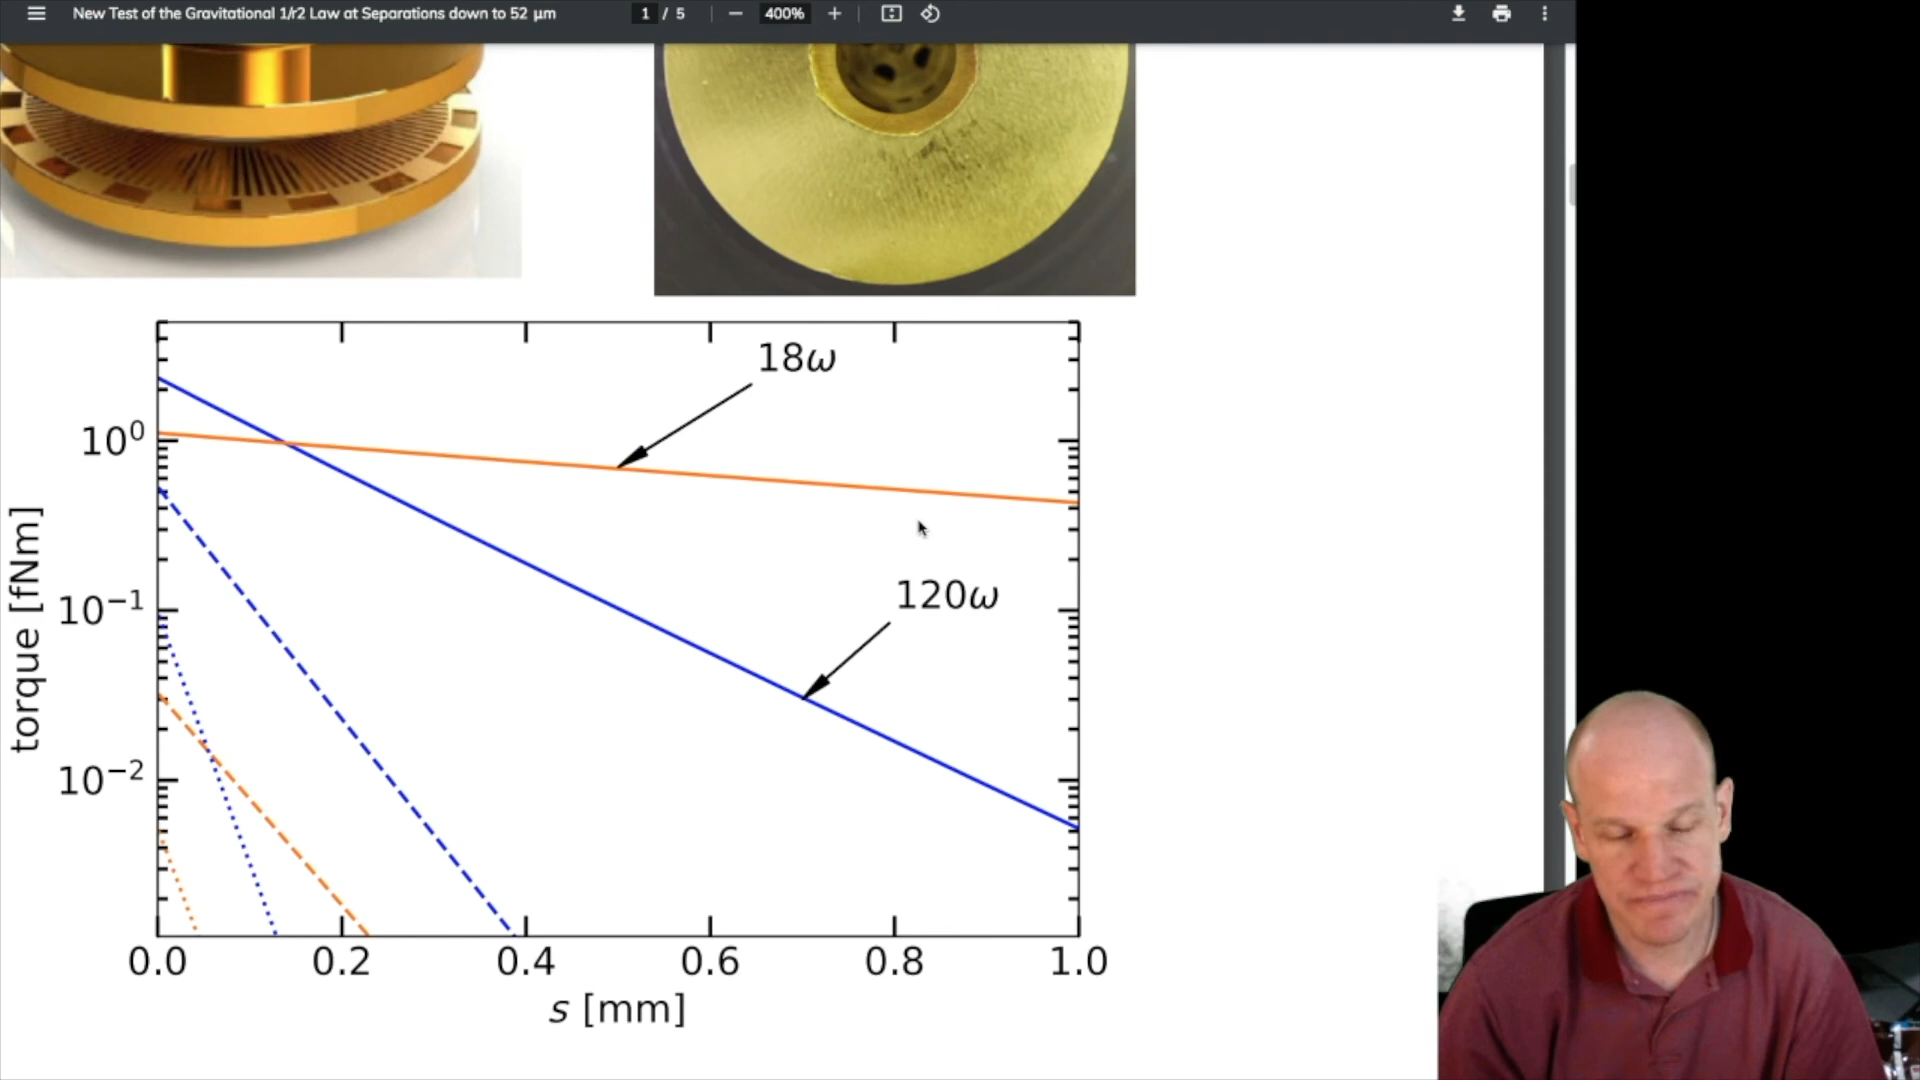 New Test of the Gravitational 1/r2 Law at Separations down to 52 µm
1 / 5
400%
18ω
120ω
10⁰
10⁻¹
10⁻²
torque [fNm]
0.0 0.2 0.4 0.6 0.8 1.0
s [mm]